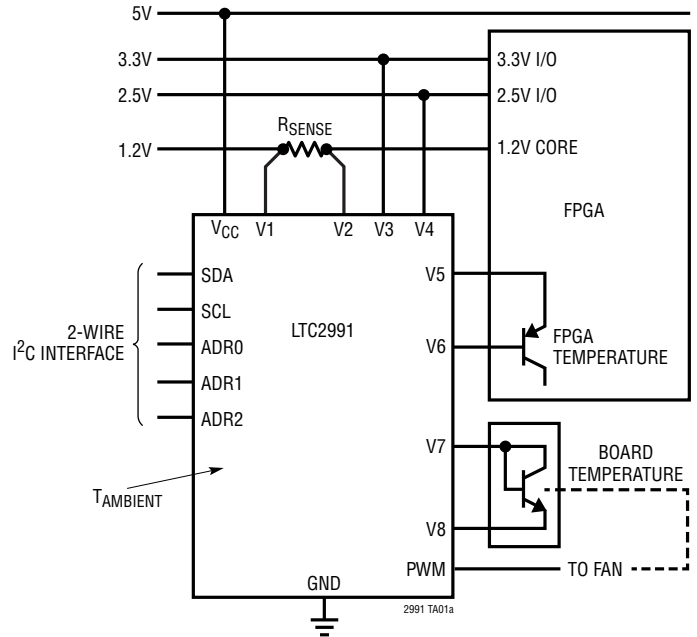 5V
3.3V
2.5V
1.2V
RSENSE
3.3V I/O
2.5V I/O
1.2V CORE
FPGA
VCC
V1
V2
V3
V4
SDA
SCL
ADR0
ADR1
ADR2
2-WIRE
I²C INTERFACE
LTC2991
V5
V6
FPGA
TEMPERATURE
V7
V8
BOARD
TEMPERATURE
TAMBIENT
PWM
TO FAN
GND
2991 TA01a